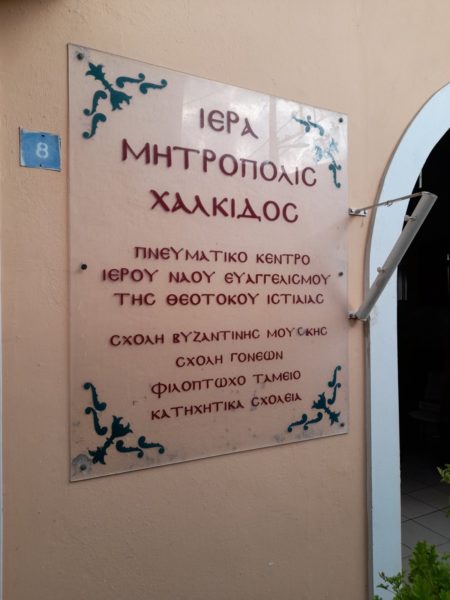 8
ΙΕΡΑ
ΜΗΤΡΟΠΟΛΙΣ
ΧΑΛΚΙΔΟΣ
ΠΝΕΥΜΑΤΙΚΟ ΚΕΝΤΡΟ
ΙΕΡΟΥ ΝΑΟΥ ΕΥΑΓΓΕΛΙΣΜΟΥ
ΤΗΣ ΘΕΟΤΟΚΟΥ ΙΣΤΙΑΙΑΣ
ΣΧΟΛΗ ΒΥΖΑΝΤΙΝΗΣ ΜΟΥΣΙΚΗΣ
ΣΧΟΛΗ ΓΟΝΕΩΝ
ΦΙΛΟΠΤΩΧΟ ΤΑΜΕΙΟ
ΚΑΤΗΧΗΤΙΚΑ ΣΧΟΛΕΙΑ